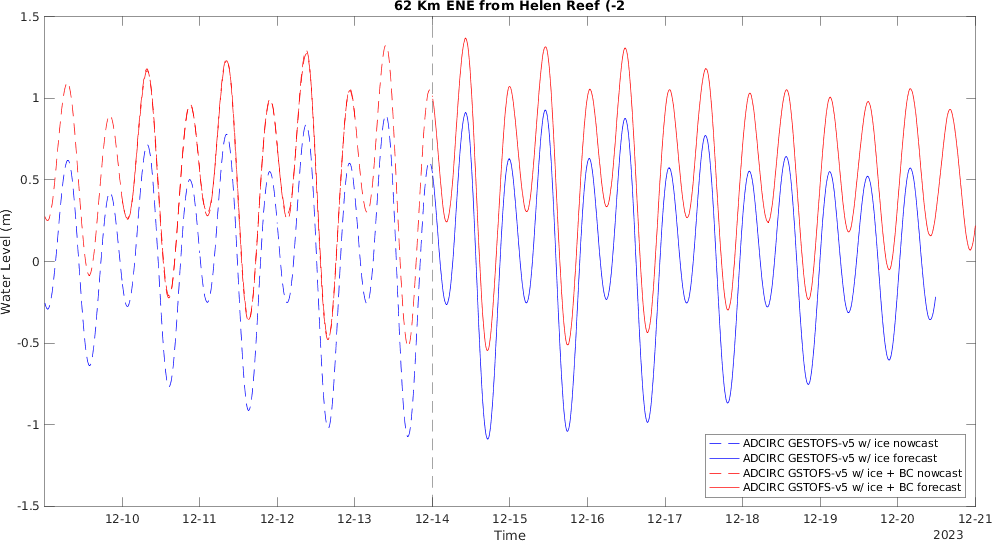 62 Km ENE from Helen Reef (-2
1.5
1
0.5
0
-0.5
-1
-1.5
Water Level (m)
ADCIRC GESTOFS-v5 w/ ice nowcast
ADCIRC GESTOFS-v5 w/ ice forecast
ADCIRC GSTOFS-v5 w/ ice + BC nowcast
ADCIRC GSTOFS-v5 w/ ice + BC forecast
12-10 12-11 12-12 12-13 12-14 12-15 12-16 12-17 12-18 12-19 12-20 12-21
Time
2023